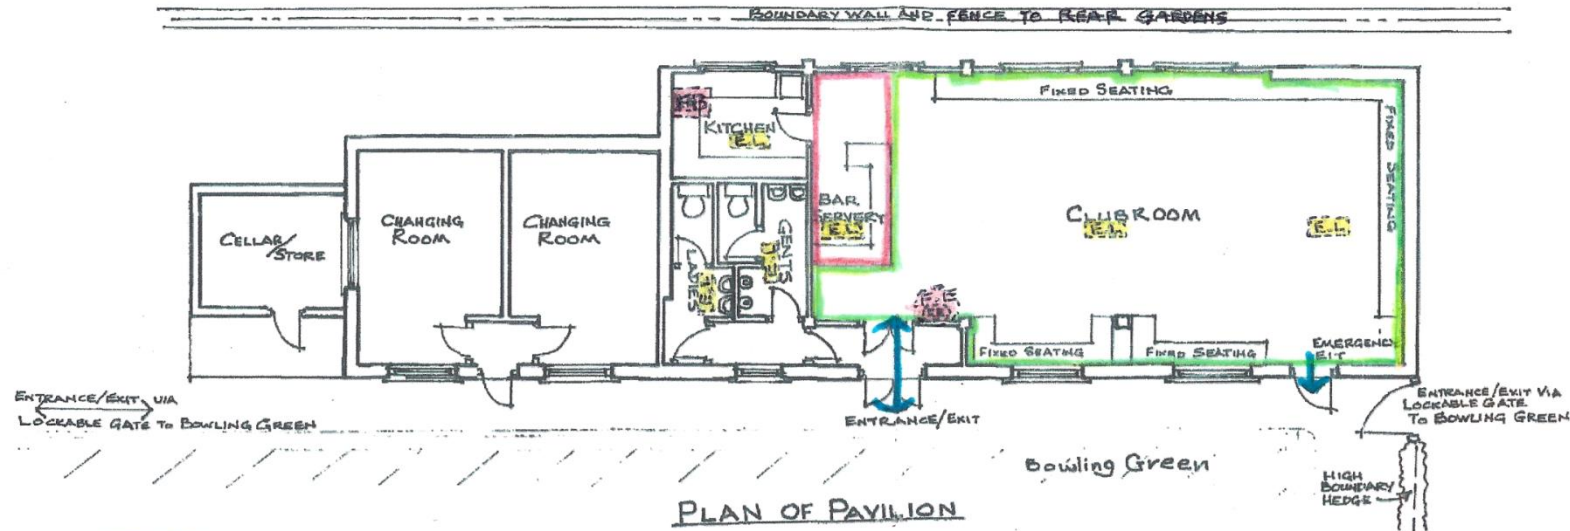 BOUNDARY WALL AND FENCE TO REAR GARDENS
FIXED SEATING
FIXED SEATING
KITCHEN
E.L.
BAR
SERVERY
E.L.
CLUBROOM
E.L.
E.L.
CHANGING
ROOM
CHANGING
ROOM
CELLAR/
STORE
LADIES
GENTS
FIXED SEATING
FIXED SEATING
EMERGENCY
ENTRANCE/EXIT VIA
LOCKABLE GATE TO BOWLING GREEN
ENTRANCE/EXIT
ENTRANCE/EXIT VIA
LOCKABLE GATE
TO BOWLING GREEN
Bowling Green
HIGH
BOUNDARY
HEDGE
PLAN OF PAVILION